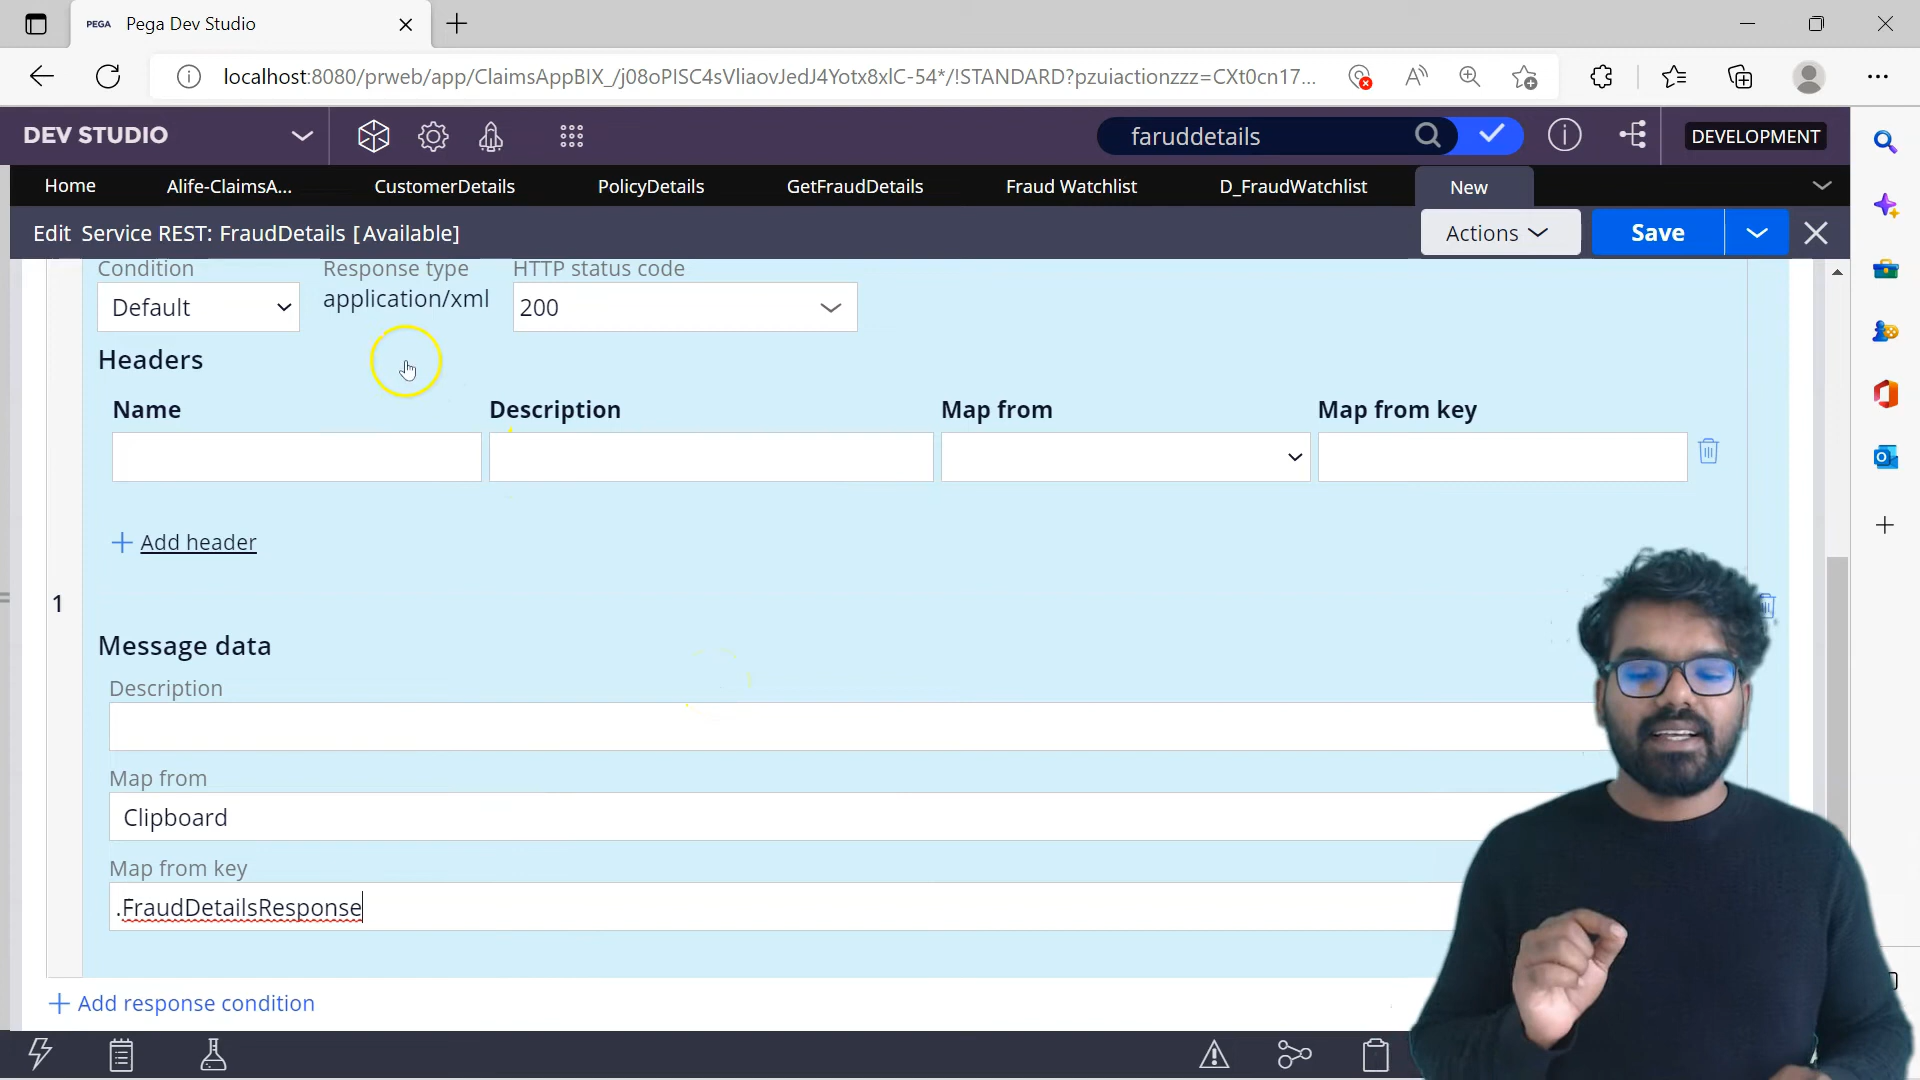 PEGA Pega Dev Studio
localhost:8080/prweb/app/ClaimsAppBIX_/j08oPISC4sVliaovJedJ4Yotx8xlC-54*/!STANDARD?pzuiactionzzz=CXt0cn17...
DEV STUDIO
faruddetails
DEVELOPMENT
Home Alife-ClaimsA... CustomerDetails PolicyDetails GetFraudDetails Fraud Watchlist D_FraudWatchlist New
Edit Service REST: FraudDetails [Available]
Actions Save
Condition Response type HTTP status code
Default application/xml 200
Headers
Name Description Map from Map from key
Add header
1
Message data
Description
Map from
Clipboard
Map from key
.FraudDetailsResponse
Add response condition